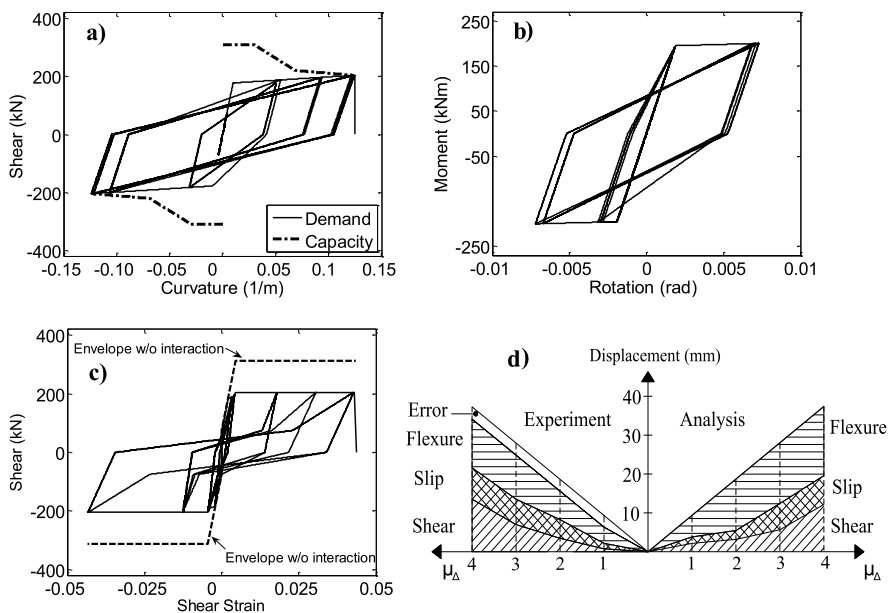 a)
400
200
0
-200
-400
Shear (kN)
-0.15
-0.10
-0.05
0
0.05
0.10
0.15
Curvature (1/m)
Demand
Capacity
b)
250
150
50
-50
-250
Moment (kNm)
-0.01
-0.005
0
0.005
0.01
Rotation (rad)
c)
400
200
0
-200
-400
Shear (kN)
Envelope w/o interaction
Envelope w/o interaction
-0.05
-0.025
0
0.025
0.05
Shear Strain
d)
Displacement (mm)
40
30
20
10
Error
Experiment
Analysis
Flexure
Flexure
Slip
Slip
Shear
Shear
μΔ
4
3
2
1
1
2
3
4
μΔ